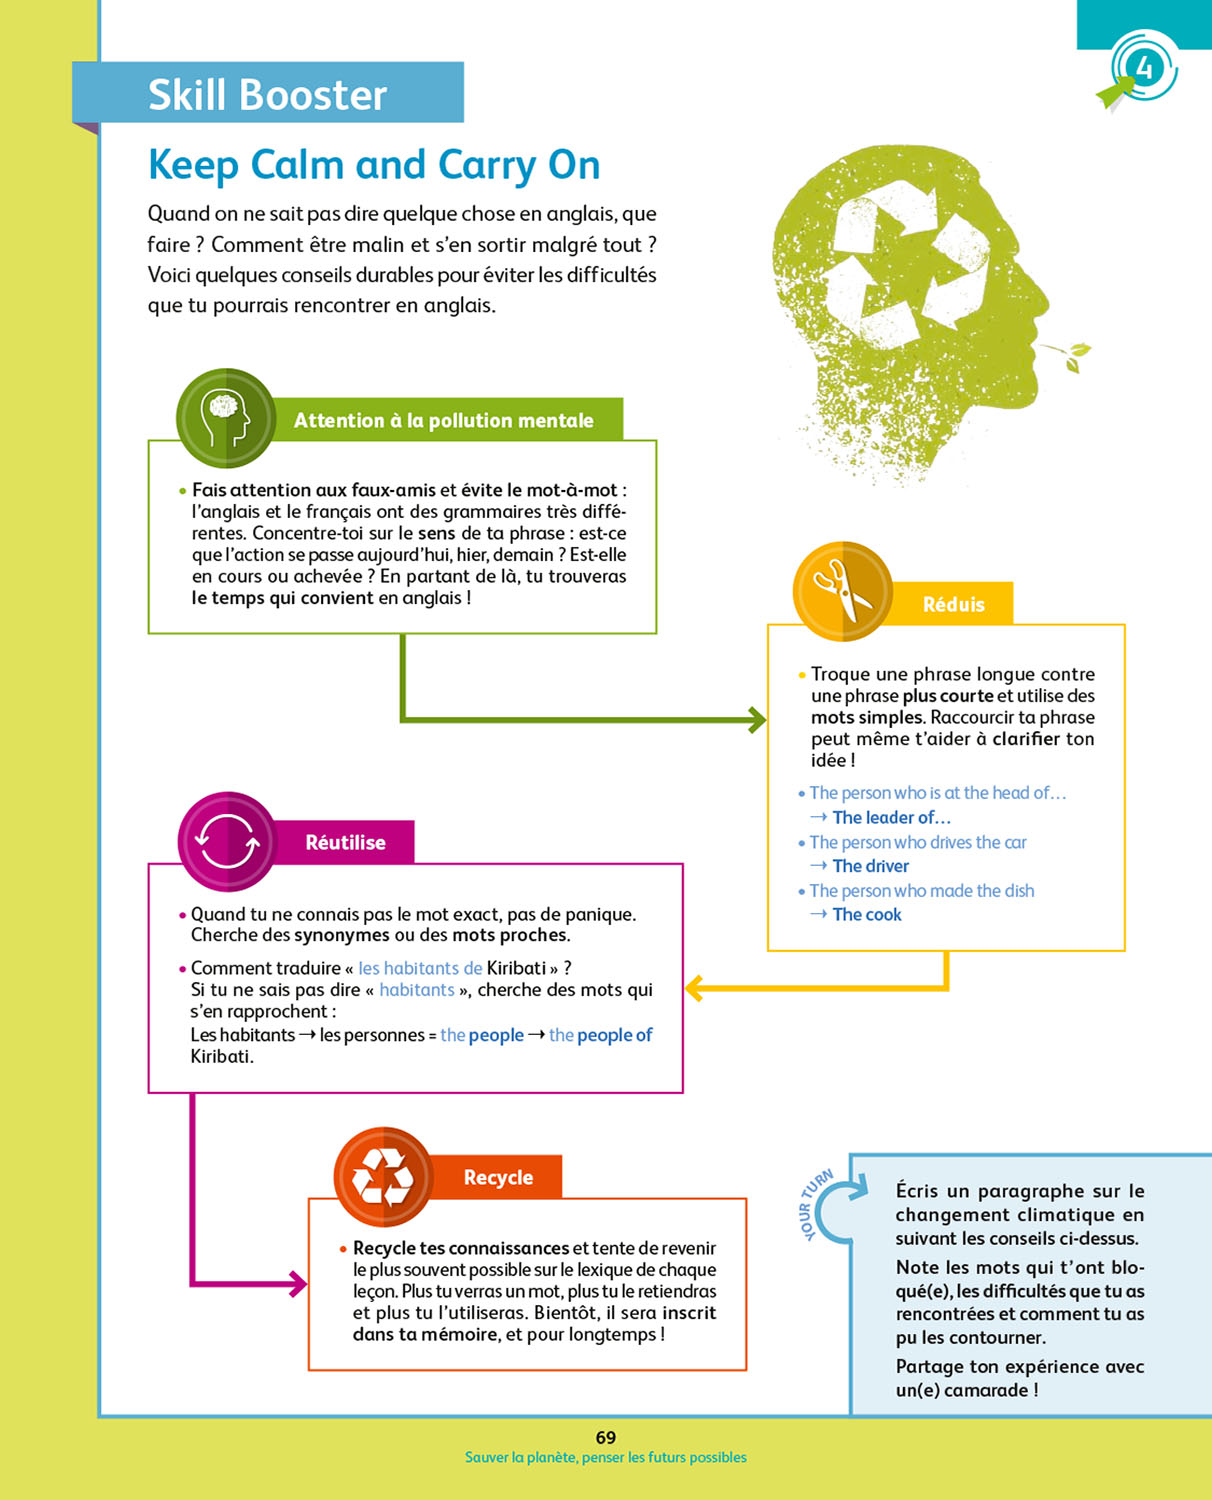 4
Skill Booster
Keep Calm and Carry On
Quand on ne sait pas dire quelque chose en anglais, que
faire ? Comment être malin et s'en sortir malgré tout ?
Voici quelques conseils durables pour éviter les difficultés
que tu pourrais rencontrer en anglais.
Attention à la pollution mentale
• Fais attention aux faux-amis et évite le mot-à-mot :
l'anglais et le français ont des grammaires très diffé-
rentes. Concentre-toi sur le sens de ta phrase : est-ce
que l'action se passe aujourd'hui, hier, demain ? Est-elle
en cours ou achevée ? En partant de là, tu trouveras
le temps qui convient en anglais !
Réduis
• Troque une phrase longue contre
une phrase plus courte et utilise des
mots simples. Raccourcir ta phrase
peut même t'aider à clarifier ton
idée !
• The person who is at the head of...
→ The leader of...
• The person who drives the car
→ The driver
• The person who made the dish
→ The cook
Réutilise
• Quand tu ne connais pas le mot exact, pas de panique.
Cherche des synonymes ou des mots proches.
• Comment traduire « les habitants de Kiribati » ?
Si tu ne sais pas dire « habitants », cherche des mots qui
s'en rapprochent :
Les habitants → les personnes = the people → the people of
Kiribati.
Recycle
• Recycle tes connaissances et tente de revenir
le plus souvent possible sur le lexique de chaque
leçon. Plus tu verras un mot, plus tu le retiendras
et plus tu l'utiliseras. Bientôt, il sera inscrit
dans ta mémoire, et pour longtemps !
YOUR TURN
Écris un paragraphe sur le
changement climatique en
suivant les conseils ci-dessus.
Note les mots qui t'ont blo-
qué(e), les difficultés que tu as
rencontrées et comment tu as
pu les contourner.
Partage ton expérience avec
un(e) camarade !
69
Sauver la planète, penser les futurs possibles